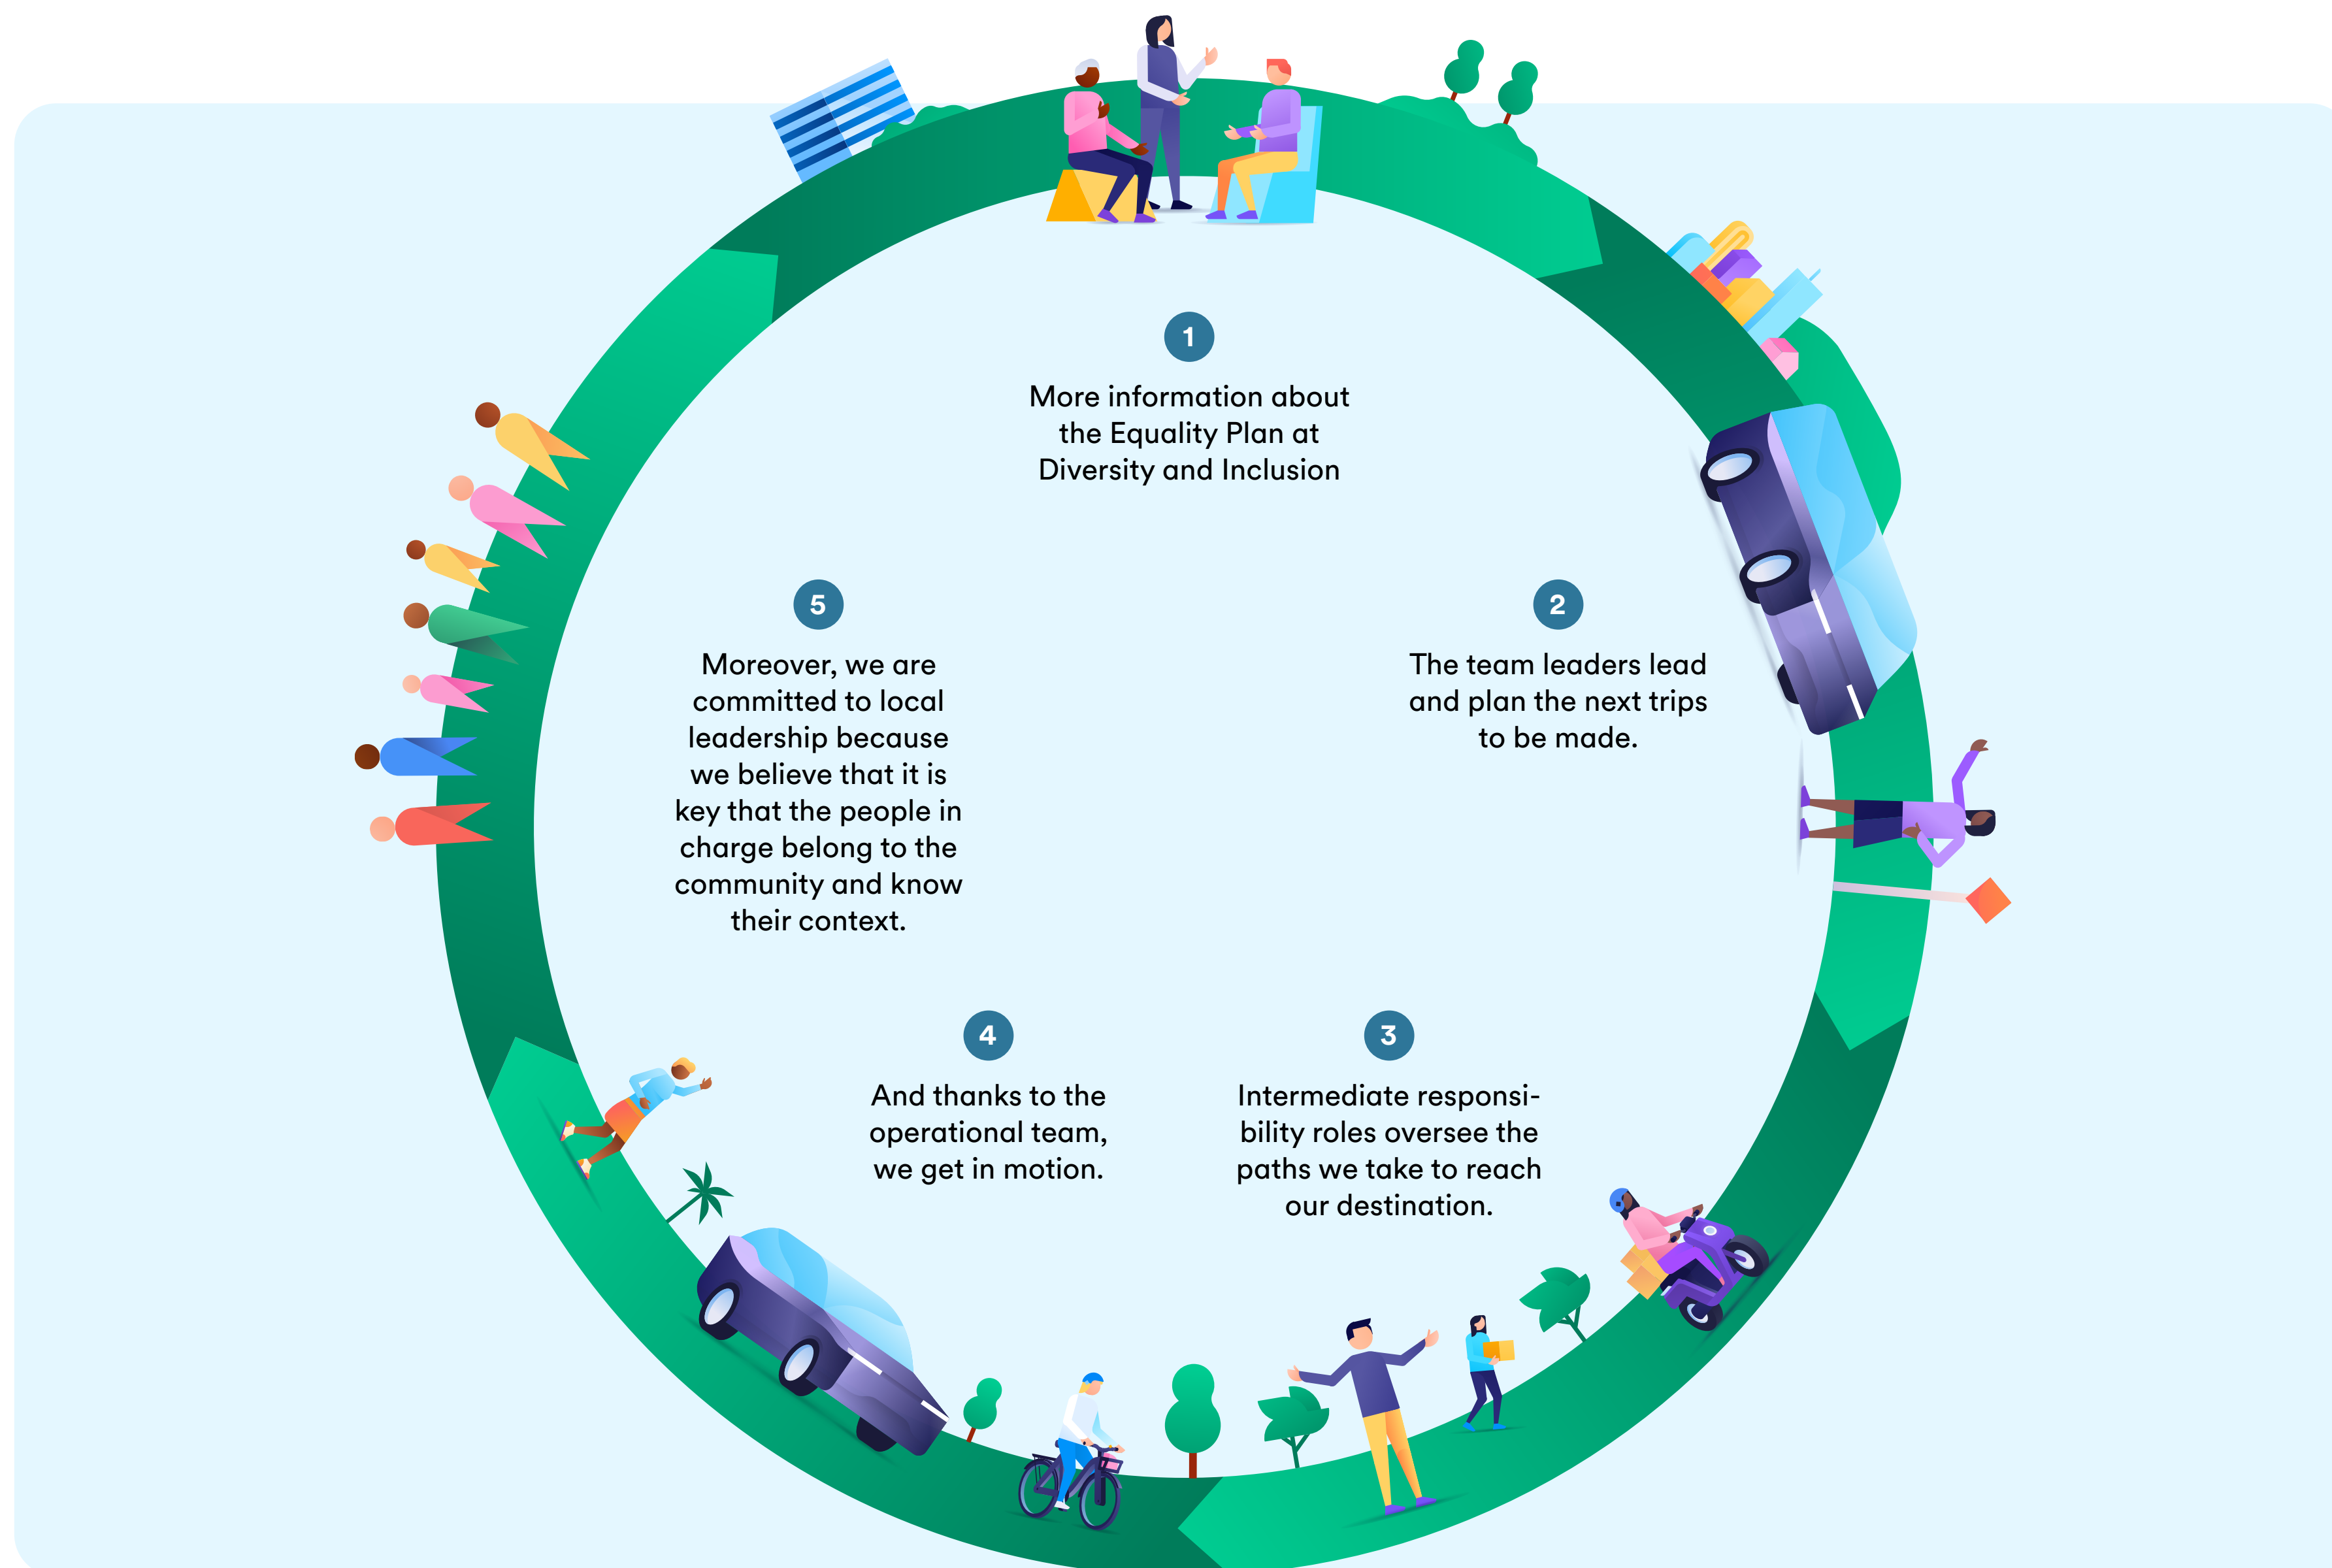 1
More information about
the Equality Plan at
Diversity and Inclusion
2
The team leaders lead
and plan the next trips
to be made.
3
Intermediate responsi-
bility roles oversee the
paths we take to reach
our destination.
4
And thanks to the
operational team,
we get in motion.
5
Moreover, we are
committed to local
leadership because
we believe that it is
key that the people in
charge belong to the
community and know
their context.